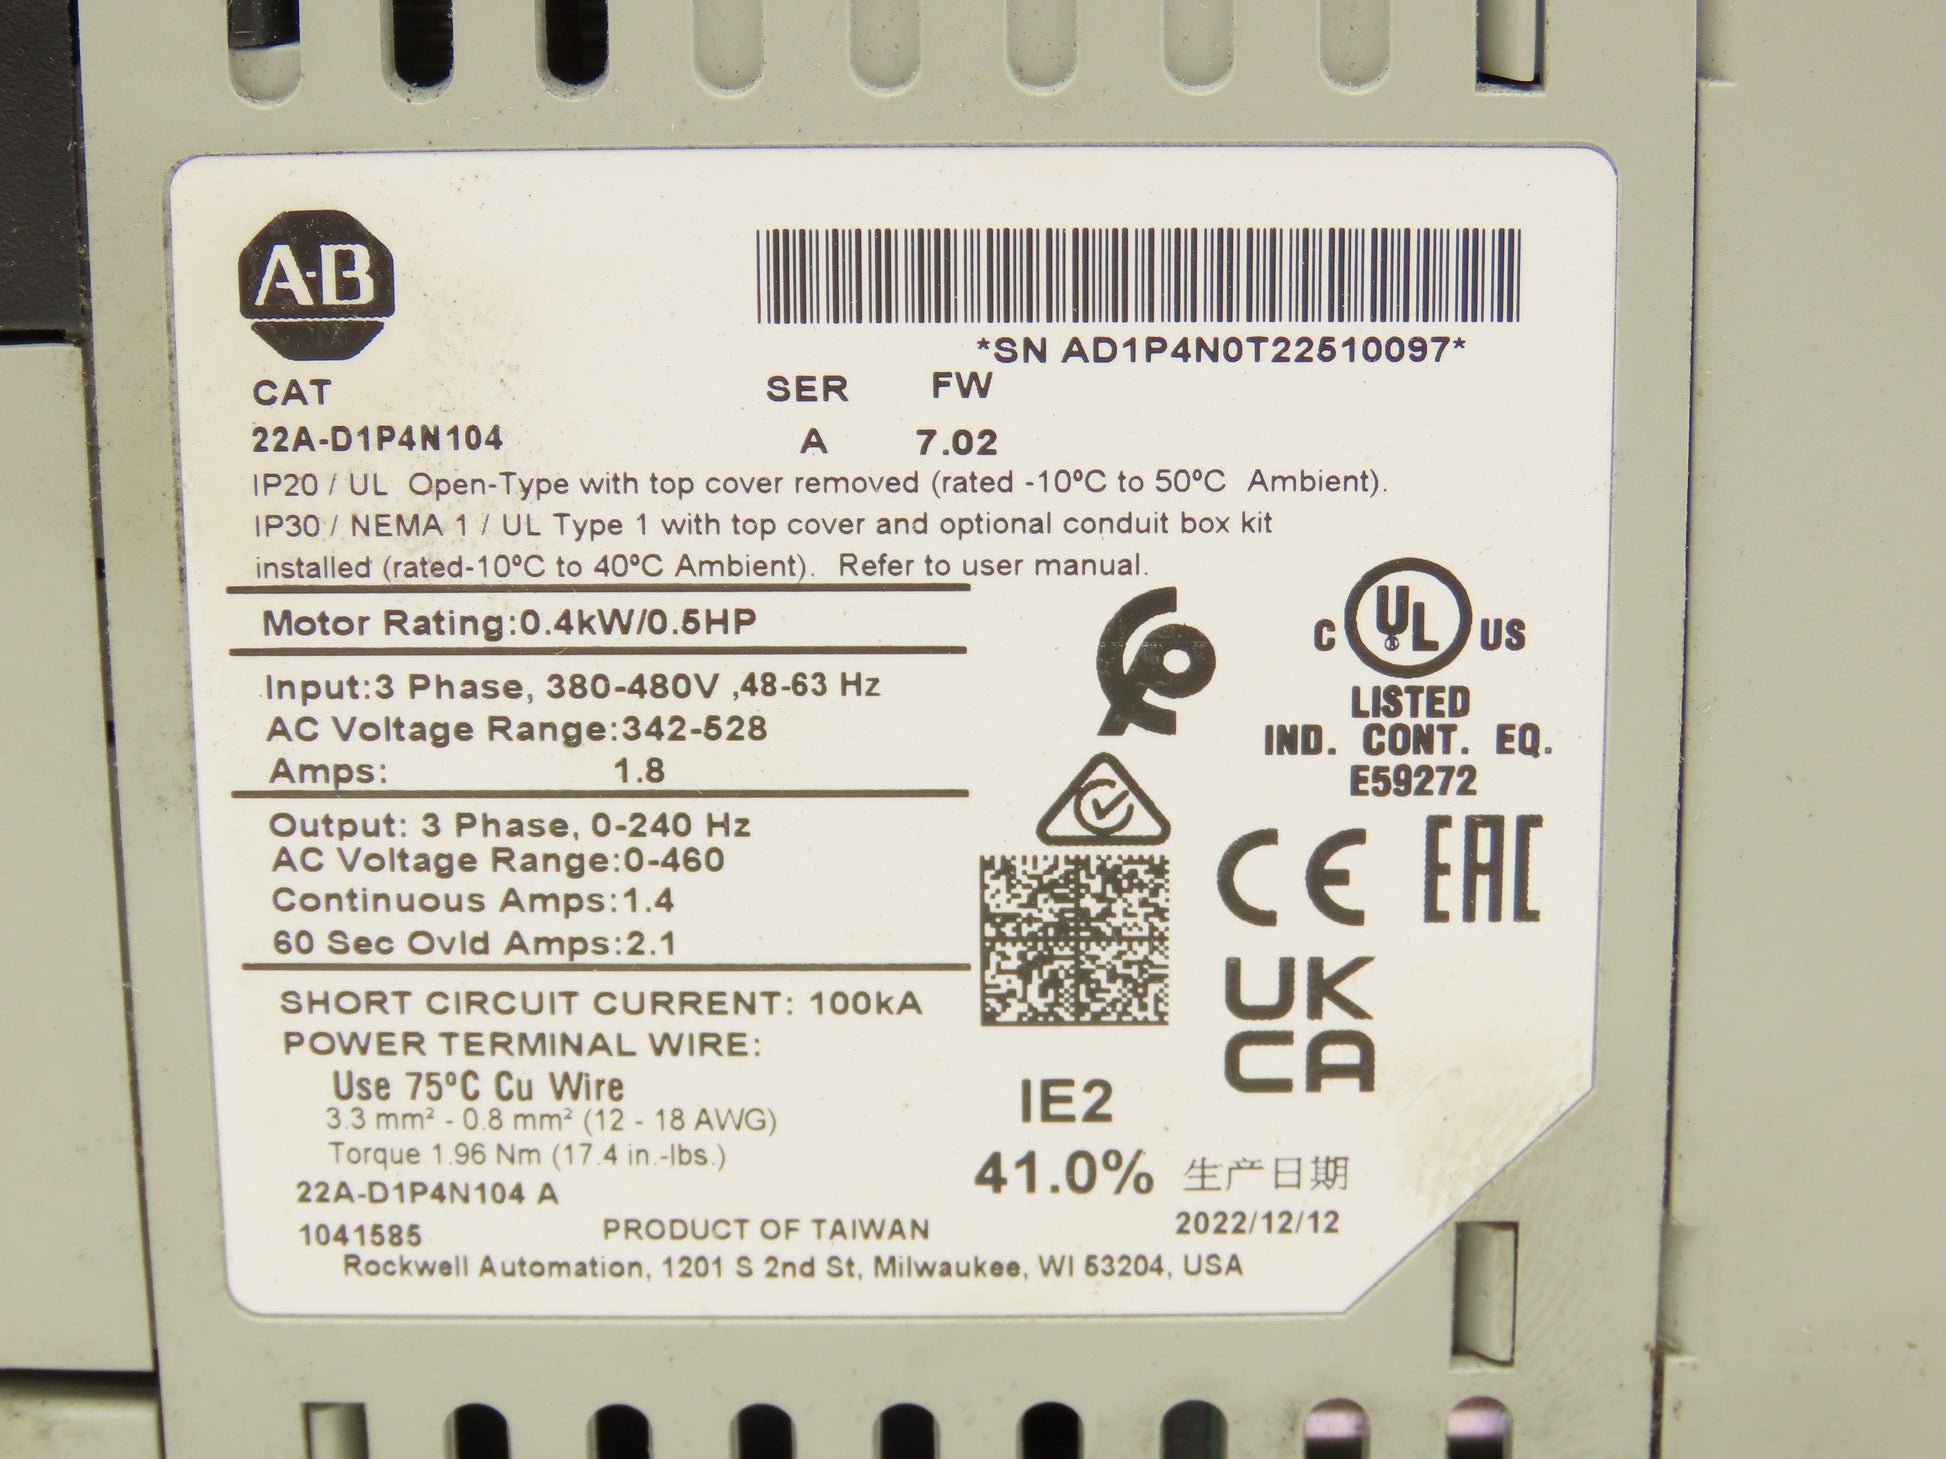 A-B
*SN AD1P4N0T22510097*
CAT SER FW
22A-D1P4N104 A 7.02
IP20 / UL Open-Type with top cover removed (rated -10ºC to 50ºC Ambient).
IP30 / NEMA 1 / UL Type 1 with top cover and optional conduit box kit
installed (rated-10ºC to 40ºC Ambient). Refer to user manual.
Motor Rating:0.4kW/0.5HP
Input:3 Phase, 380-480V ,48-63 Hz
AC Voltage Range:342-528
Amps: 1.8
Output: 3 Phase, 0-240 Hz
AC Voltage Range:0-460
Continuous Amps:1.4
60 Sec Ovld Amps:2.1
SHORT CIRCUIT CURRENT: 100kA
POWER TERMINAL WIRE:
Use 75ºC Cu Wire
3.3 mm² - 0.8 mm² (12 - 18 AWG)
Torque 1.96 Nm (17.4 in.-lbs.)
22A-D1P4N104 A
1041585
C UL US
LISTED
IND. CONT. EQ.
E59272
CE EAC
UK
CA
IE2
41.0%
生产日期
2022/12/12
PRODUCT OF TAIWAN
Rockwell Automation, 1201 S 2nd St, Milwaukee, WI 53204, USA